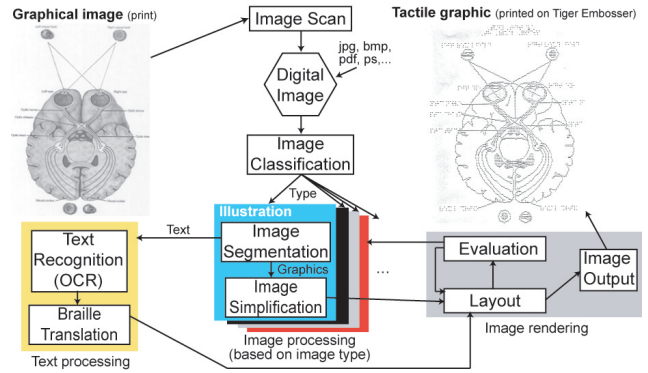 Graphical image (print)
Image Scan
Tactile graphic (printed on Tiger Embosser)
jpg, bmp,
pdf, ps,...
Digital
Image
Image
Classification
Type
Illustration
Text
Image
Segmentation
Graphics
Image
Simplification
...
Image processing
(based on image type)
Text
Recognition
(OCR)
Braille
Translation
Text processing
Evaluation
Layout
Image
Output
Image rendering